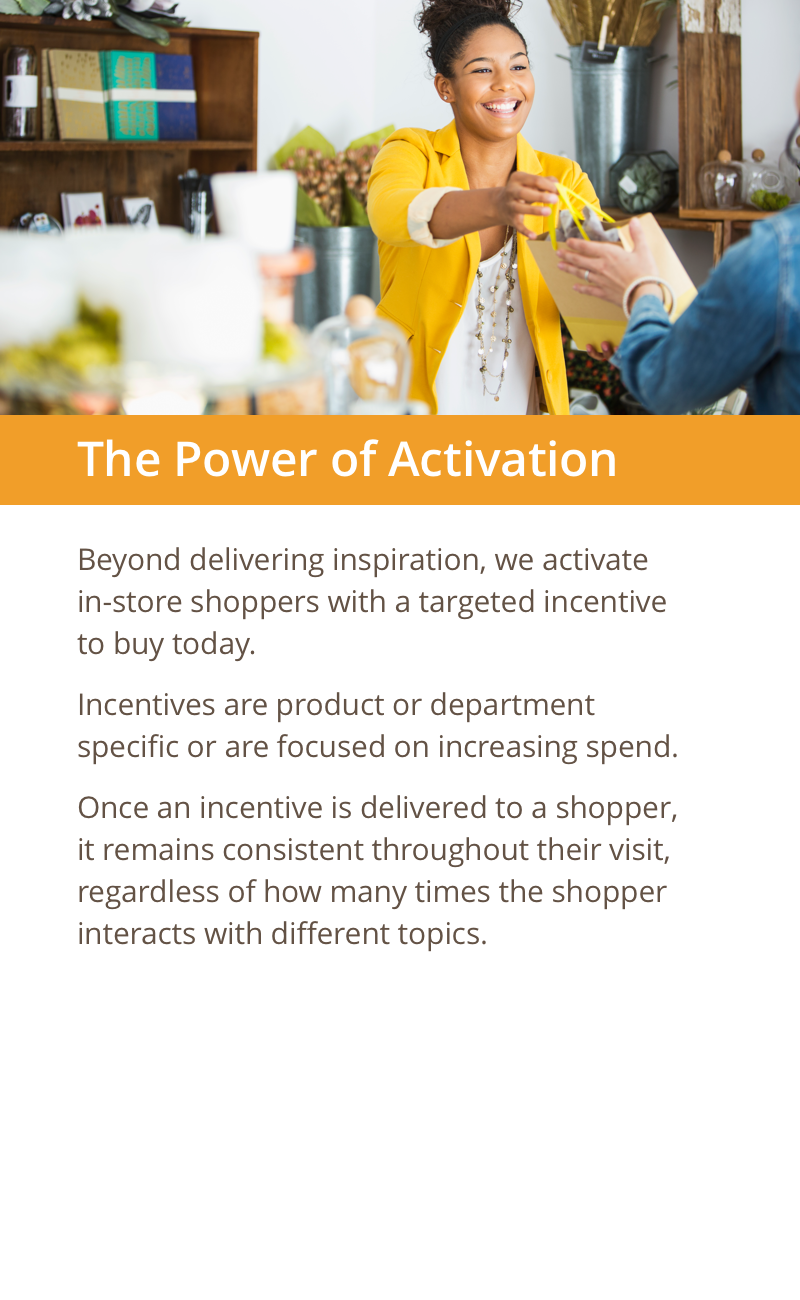 The Power of Activation
Beyond delivering inspiration, we activate
in-store shoppers with a targeted incentive
to buy today.
Incentives are product or department
specific or are focused on increasing spend.
Once an incentive is delivered to a shopper,
it remains consistent throughout their visit,
regardless of how many times the shopper
interacts with different topics.